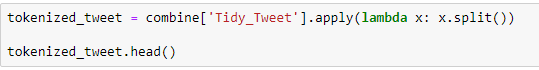 tokenized_tweet = combine['Tidy_Tweet'].apply(lambda x: x.split())
tokenized_tweet.head()